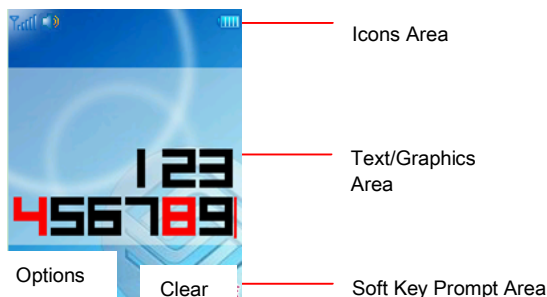 Icons Area
123
456789
Text/Graphics
Area
Options
Clear
Soft Key Prompt Area